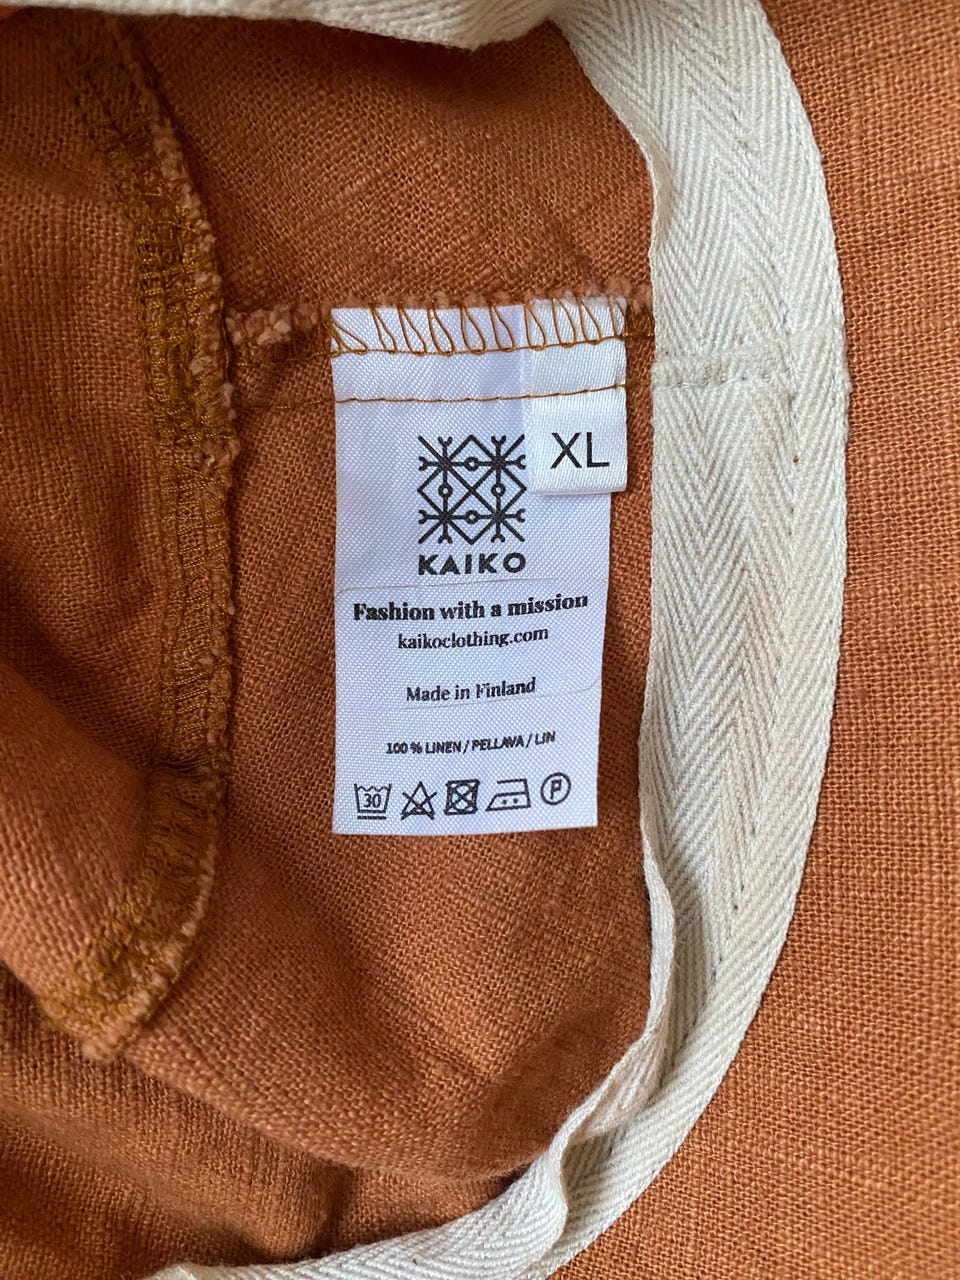 XL
KAIKO
Fashion with a mission
kaikoclothing.com
Made in Finland
100 % LINEN / PELLAVA / LIN
30 P